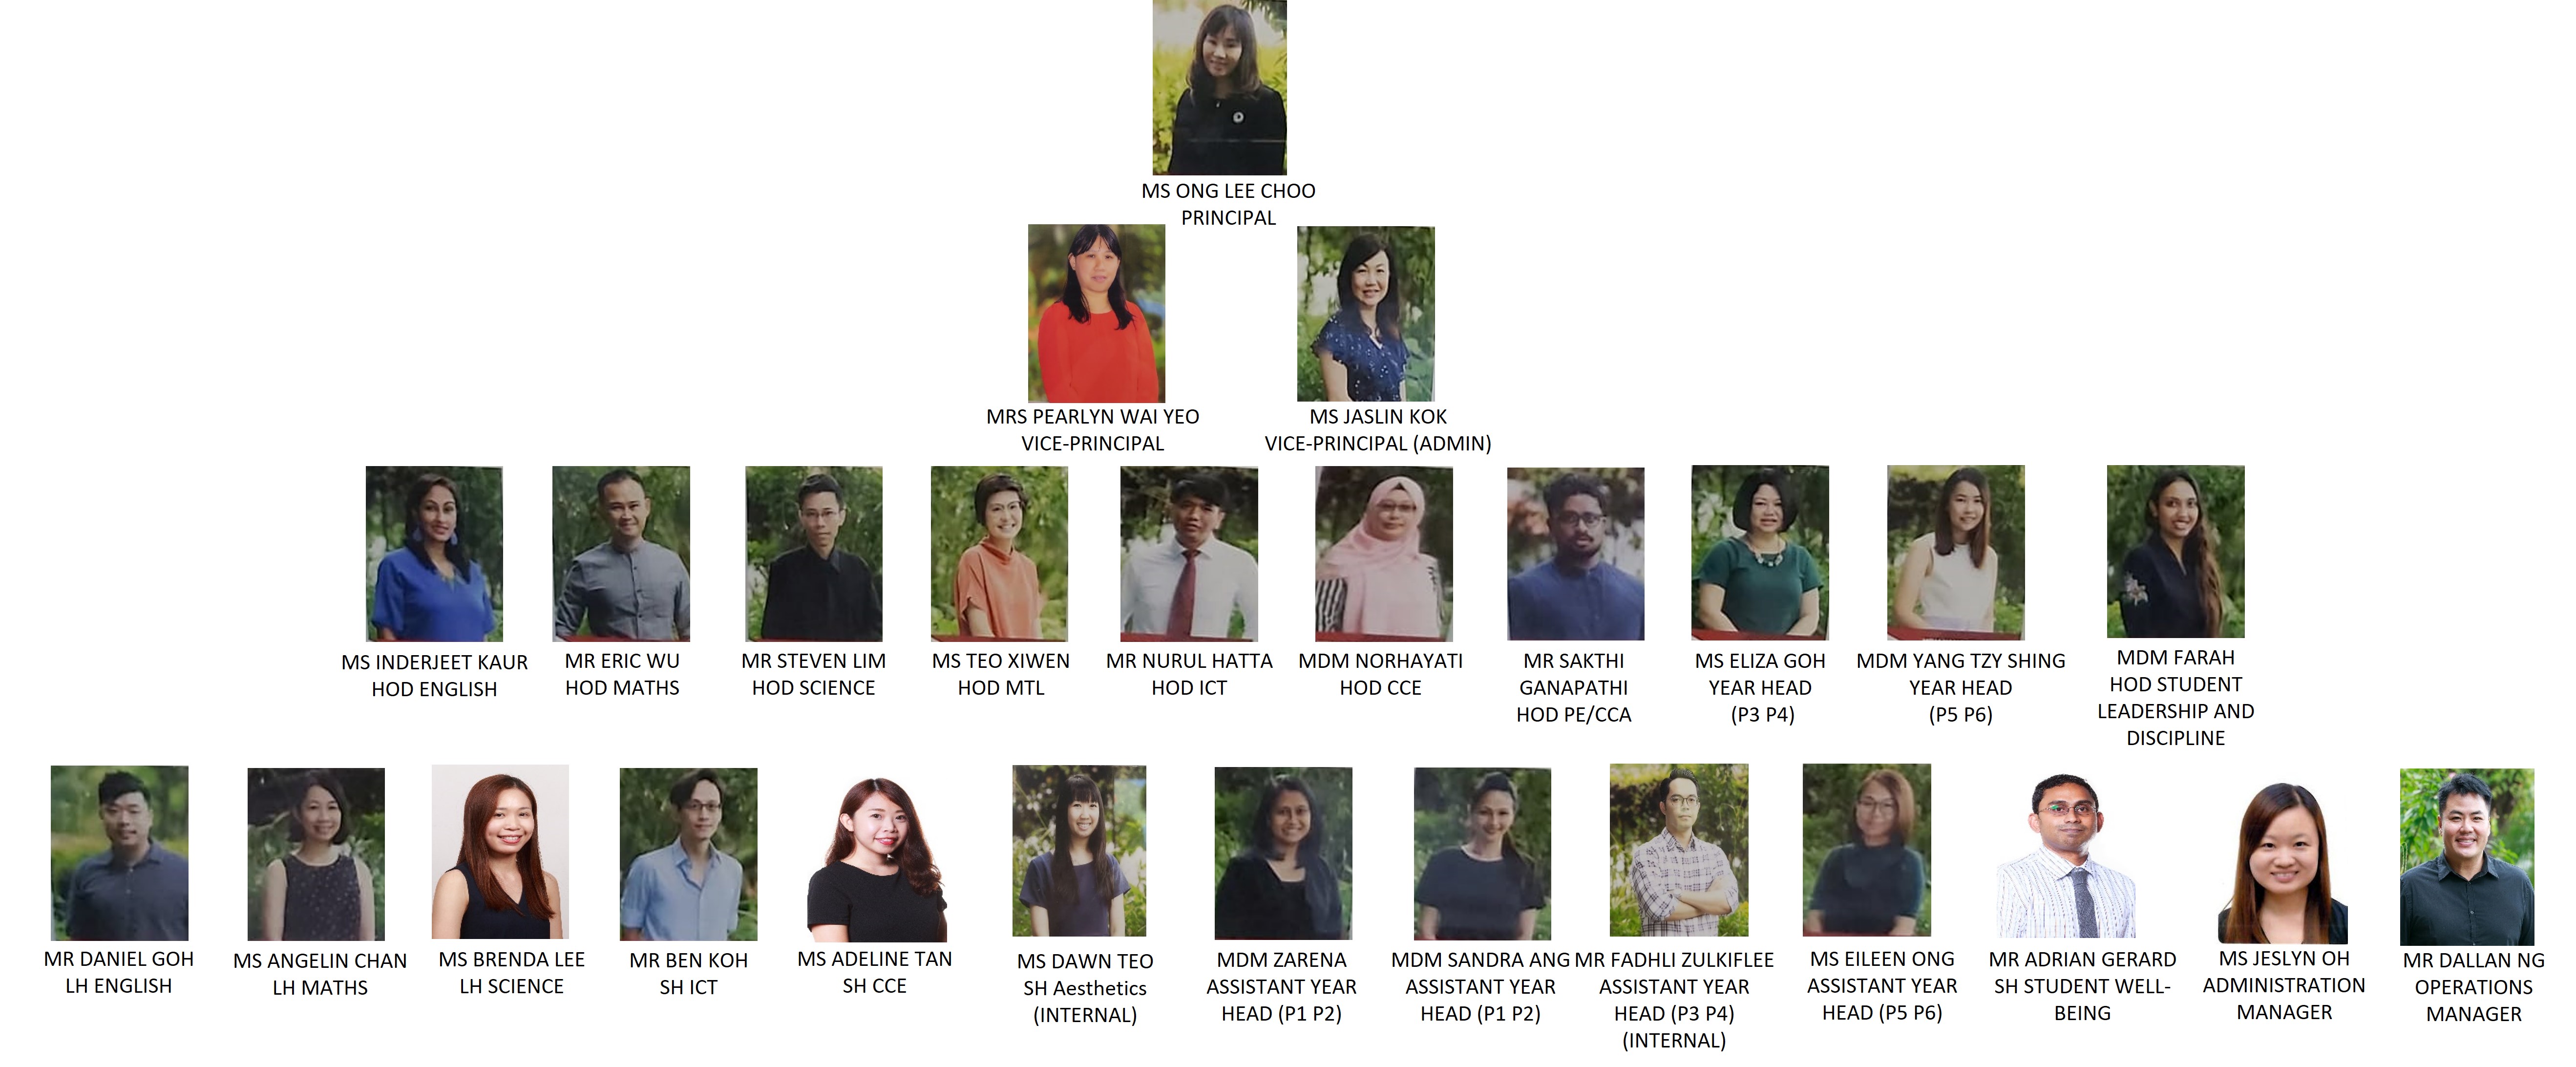 MS ONG LEE CHOO
PRINCIPAL
MRS PEARLYN WAI YEO
VICE-PRINCIPAL
MS JASLIN KOK
VICE-PRINCIPAL (ADMIN)
MS INDERJEET KAUR
HOD ENGLISH
MR ERIC WU
HOD MATHS
MR STEVEN LIM
HOD SCIENCE
MS TEO XIWEN
HOD MTL
MR NURUL HATTA
HOD ICT
MDM NORHAYATI
HOD CCE
MR SAKTHI
GANAPATHI
HOD PE/CCA
MS ELIZA GOH
YEAR HEAD
(P3 P4)
MDM YANG TZY SHING
YEAR HEAD
(P5 P6)
MDM FARAH
HOD STUDENT
LEADERSHIP AND
DISCIPLINE
MR DANIEL GOH
LH ENGLISH
MS ANGELIN CHAN
LH MATHS
MS BRENDA LEE
LH SCIENCE
MR BEN KOH
SH ICT
MS ADELINE TAN
SH CCE
MS DAWN TEO
SH Aesthetics
(INTERNAL)
MDM ZARENA
ASSISTANT YEAR
HEAD (P1 P2)
MDM SANDRA ANG
ASSISTANT YEAR
HEAD (P1 P2)
MR FADHLI ZULKIFLEE
ASSISTANT YEAR
HEAD (P3 P4)
(INTERNAL)
MS EILEEN ONG
ASSISTANT YEAR
HEAD (P5 P6)
MR ADRIAN GERARD
SH STUDENT WELL-
BEING
MS JESLYN OH
ADMINISTRATION
MANAGER
MR DALLAN NG
OPERATIONS
MANAGER